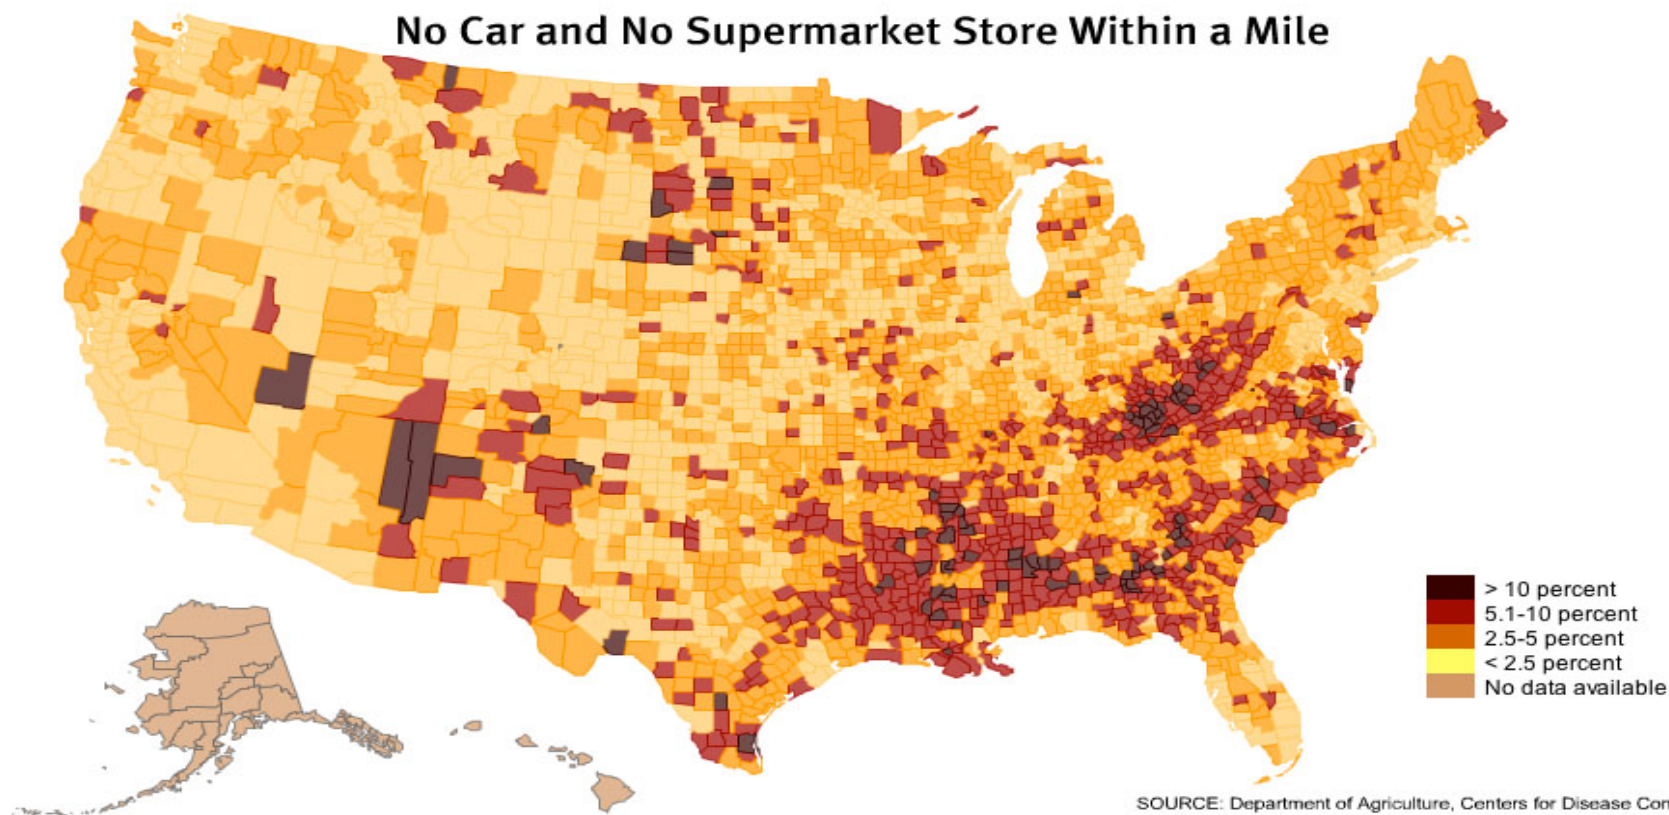 No Car and No Supermarket Store Within a Mile
> 10 percent
5.1-10 percent
2.5-5 percent
< 2.5 percent
No data available
SOURCE: Department of Agriculture, Centers for Disease Con